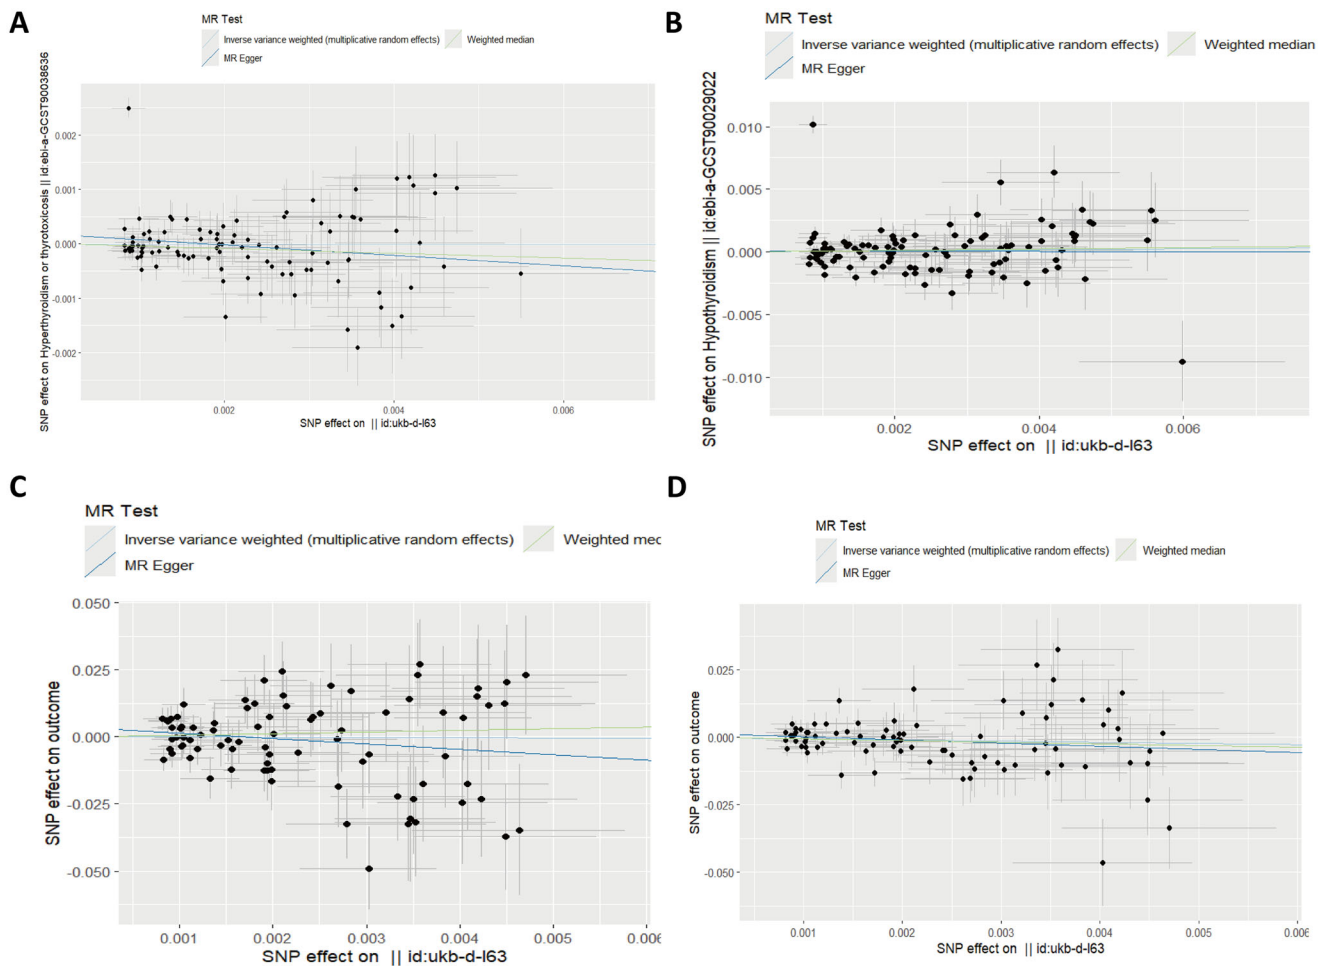 A
MR Test
Inverse variance weighted (multiplicative random effects)
Weighted median
MR Egger
SNP effect on Hyperthyroidism or thyrotoxicosis || id:ebi-a-GCST90038636
0.002
0.001
0.000
-0.001
-0.002
0.002
0.004
0.006
SNP effect on || id:ukb-d-I63
B
MR Test
Inverse variance weighted (multiplicative random effects)
Weighted median
MR Egger
SNP effect on Hypothyroidism || id:ebi-a-GCST90029022
0.010
0.005
0.000
-0.005
-0.010
0.002
0.004
0.006
SNP effect on || id:ukb-d-I63
C
MR Test
Inverse variance weighted (multiplicative random effects)
Weighted mec
MR Egger
SNP effect on outcome
0.050
0.025
0.000
-0.025
-0.050
0.001
0.002
0.003
0.004
0.005
0.006
SNP effect on || id:ukb-d-I63
D
MR Test
Inverse variance weighted (multiplicative random effects)
Weighted median
MR Egger
SNP effect on outcome
0.025
0.000
-0.025
-0.050
0.001
0.002
0.003
0.004
0.005
0.006
SNP effect on || id:ukb-d-I63